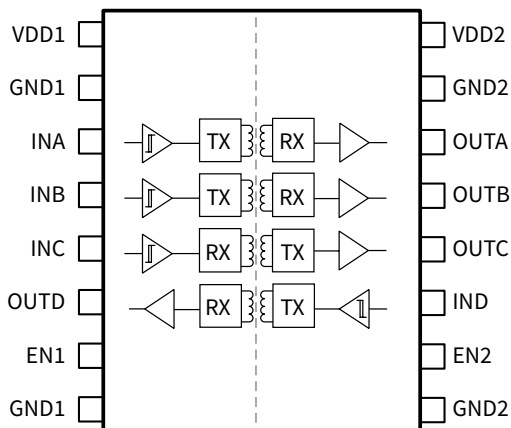 VDD1 VDD2
GND1 GND2
INA TX RX OUTA
INB TX RX OUTB
INC RX TX OUTC
OUTD RX TX IND
EN1 EN2
GND1 GND2